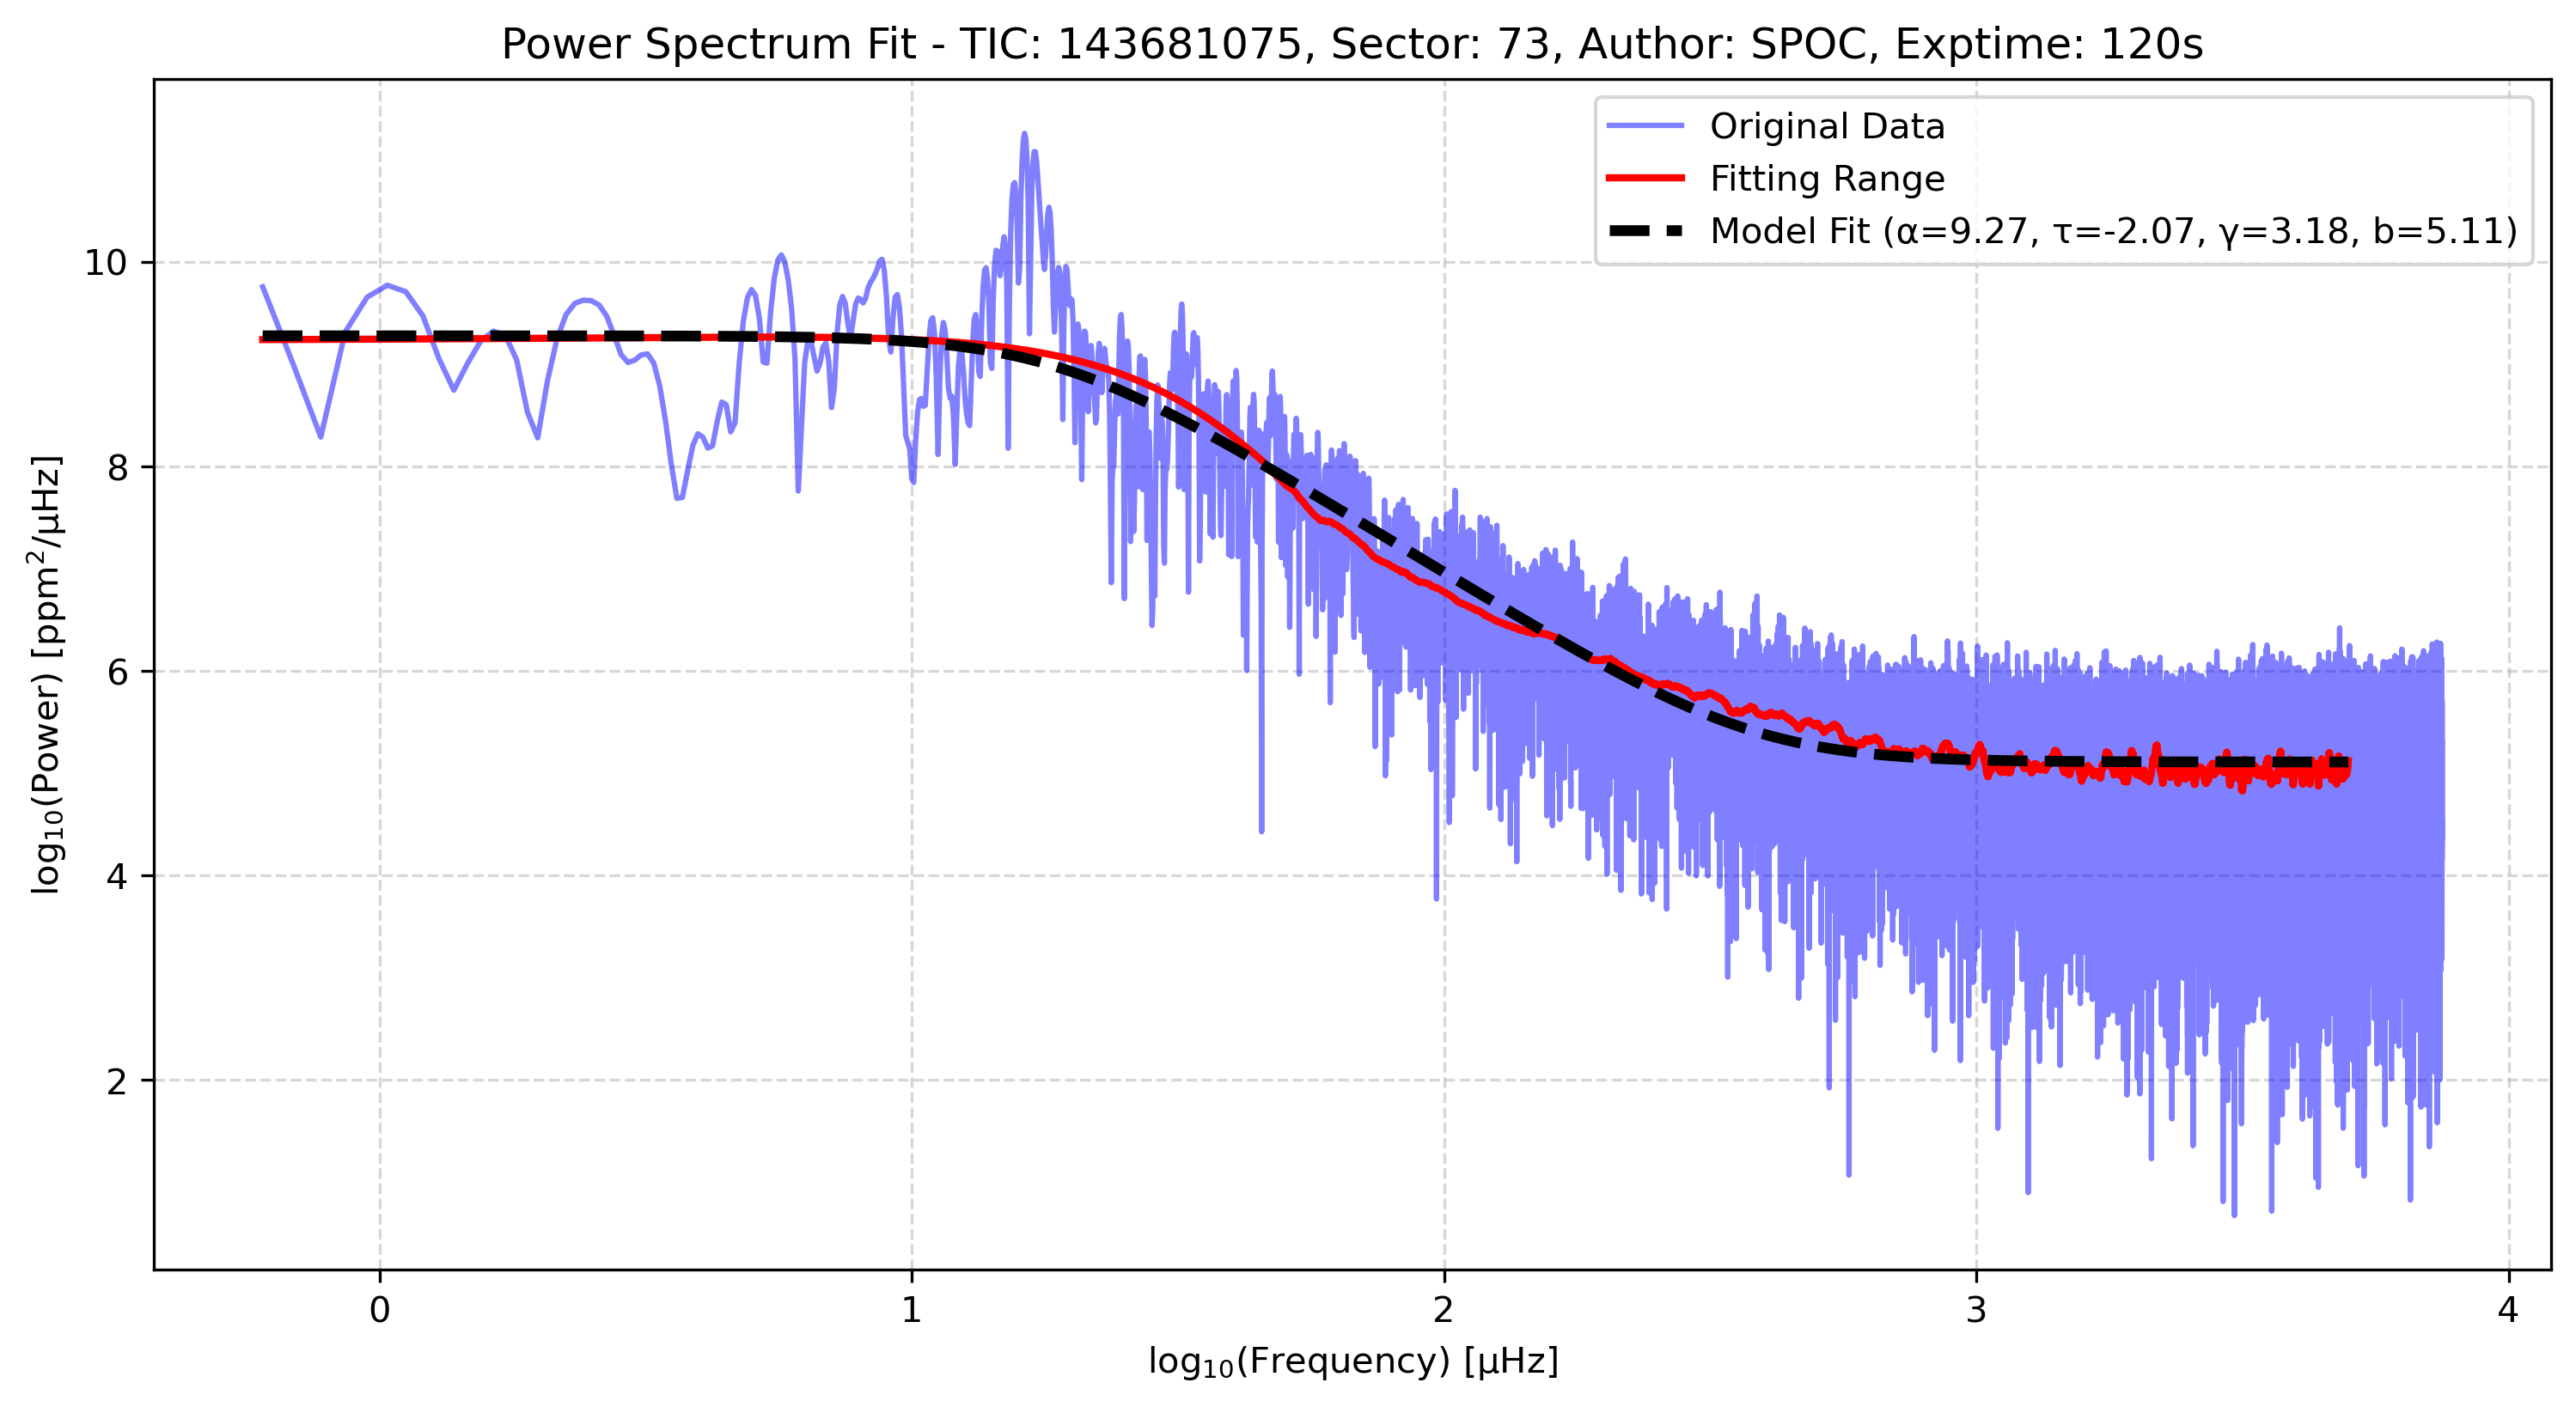 Power Spectrum Fit - TIC: 143681075, Sector: 73, Author: SPOC, Exptime: 120s
Original Data
Fitting Range
Model Fit (α=9.27, τ=-2.07, γ=3.18, b=5.11)
log₁₀(Power) [ppm²/μHz]
10
8
6
4
2
0 1 2 3 4
log₁₀(Frequency) [μHz]